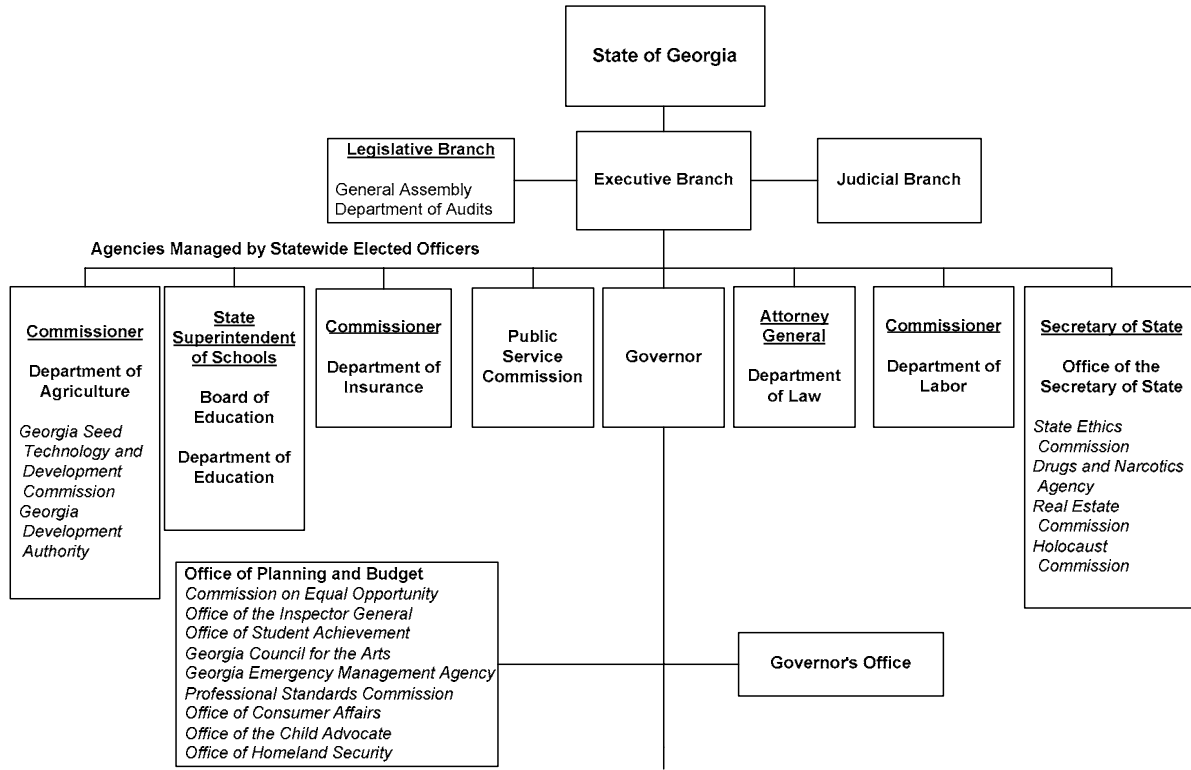 State of Georgia
Legislative Branch
General Assembly
Department of Audits
Executive Branch
Judicial Branch
Agencies Managed by Statewide Elected Officers
Commissioner
Department of
Agriculture
Georgia Seed
Technology and
Development
Commission
Georgia
Development
Authority
State
Superintendent
of Schools
Board of
Education
Department of
Education
Commissioner
Department of
Insurance
Public
Service
Commission
Governor
Attorney
General
Department
of Law
Commissioner
Department of
Labor
Secretary of State
Office of the
Secretary of State
State Ethics
Commission
Drugs and Narcotics
Agency
Real Estate
Commission
Holocaust
Commission
Office of Planning and Budget
Commission on Equal Opportunity
Office of the Inspector General
Office of Student Achievement
Georgia Council for the Arts
Georgia Emergency Management Agency
Professional Standards Commission
Office of Consumer Affairs
Office of the Child Advocate
Office of Homeland Security
Governor's Office